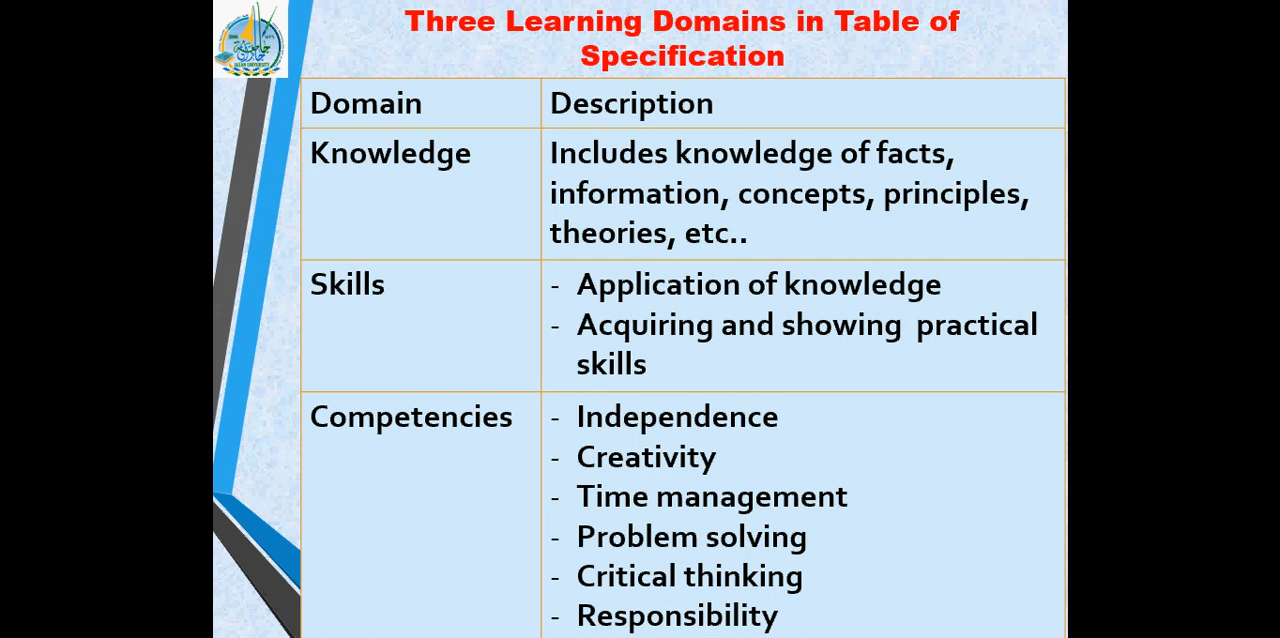 Three Learning Domains in Table of
Specification
Domain
Description
Knowledge
Includes knowledge of facts,
information, concepts, principles,
theories, etc..
Skills
- Application of knowledge
- Acquiring and showing practical
skills
Competencies
- Independence
- Creativity
- Time management
- Problem solving
- Critical thinking
- Responsibility
JAZAN UNIVERSITY